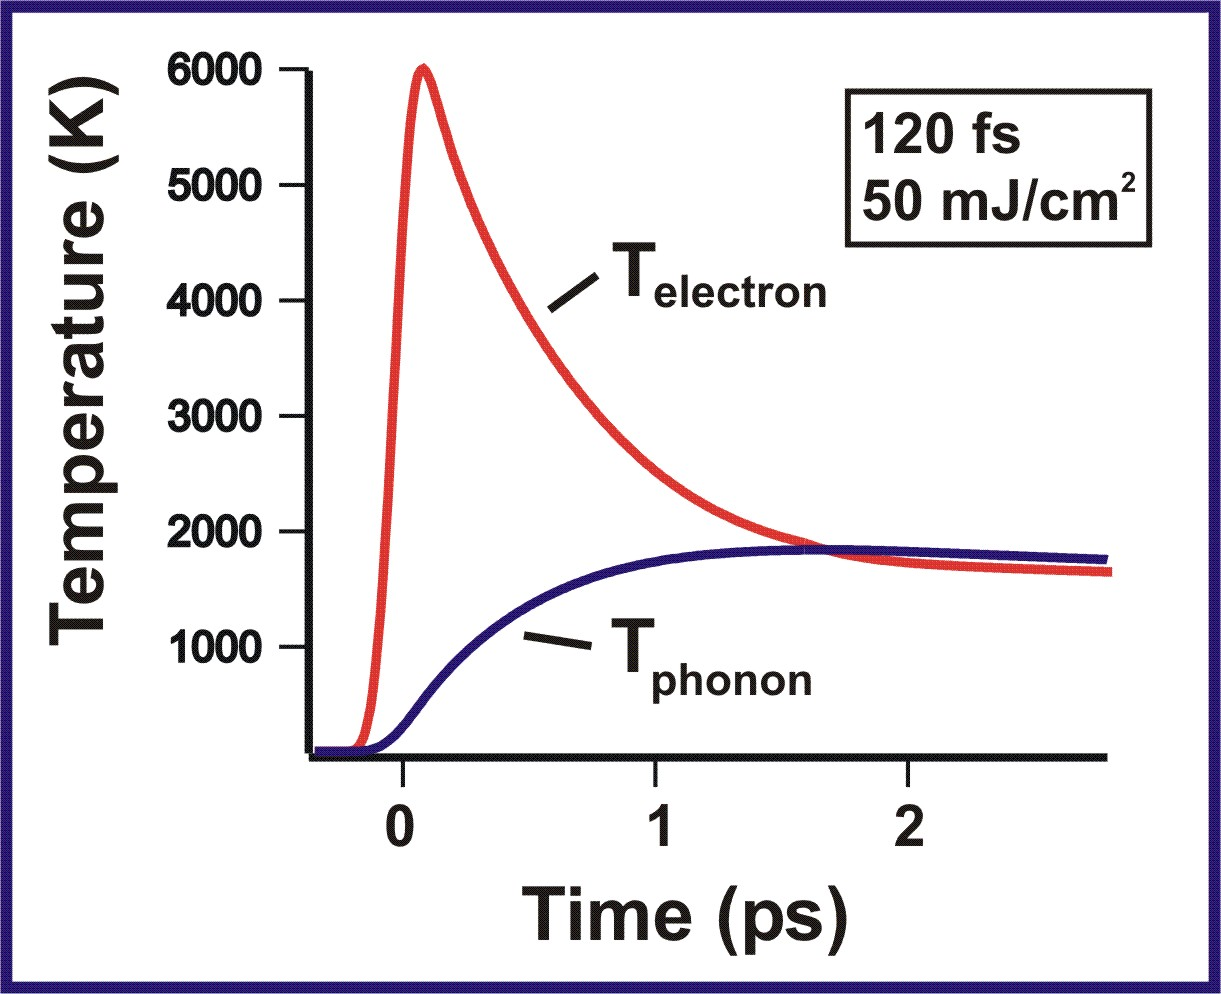 Temperature (K)
6000
5000
4000
3000
2000
1000
120 fs
50 mJ/cm²
Telectron
Tphonon
0 1 2
Time (ps)